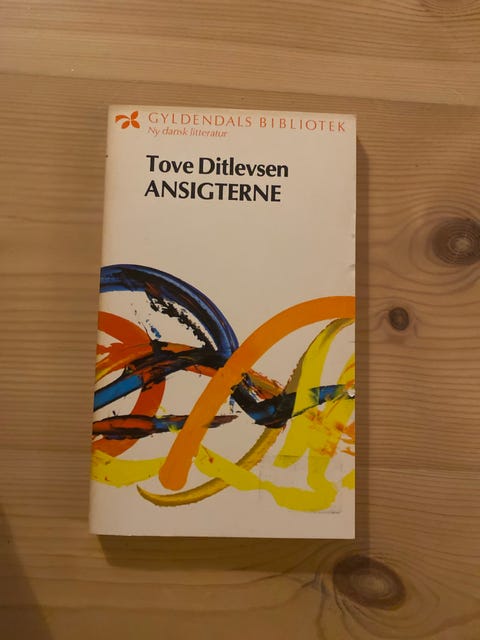 GYLDENDALS BIBLIOTEK
Ny dansk litteratur
Tove Ditlevsen
ANSIGTERNE